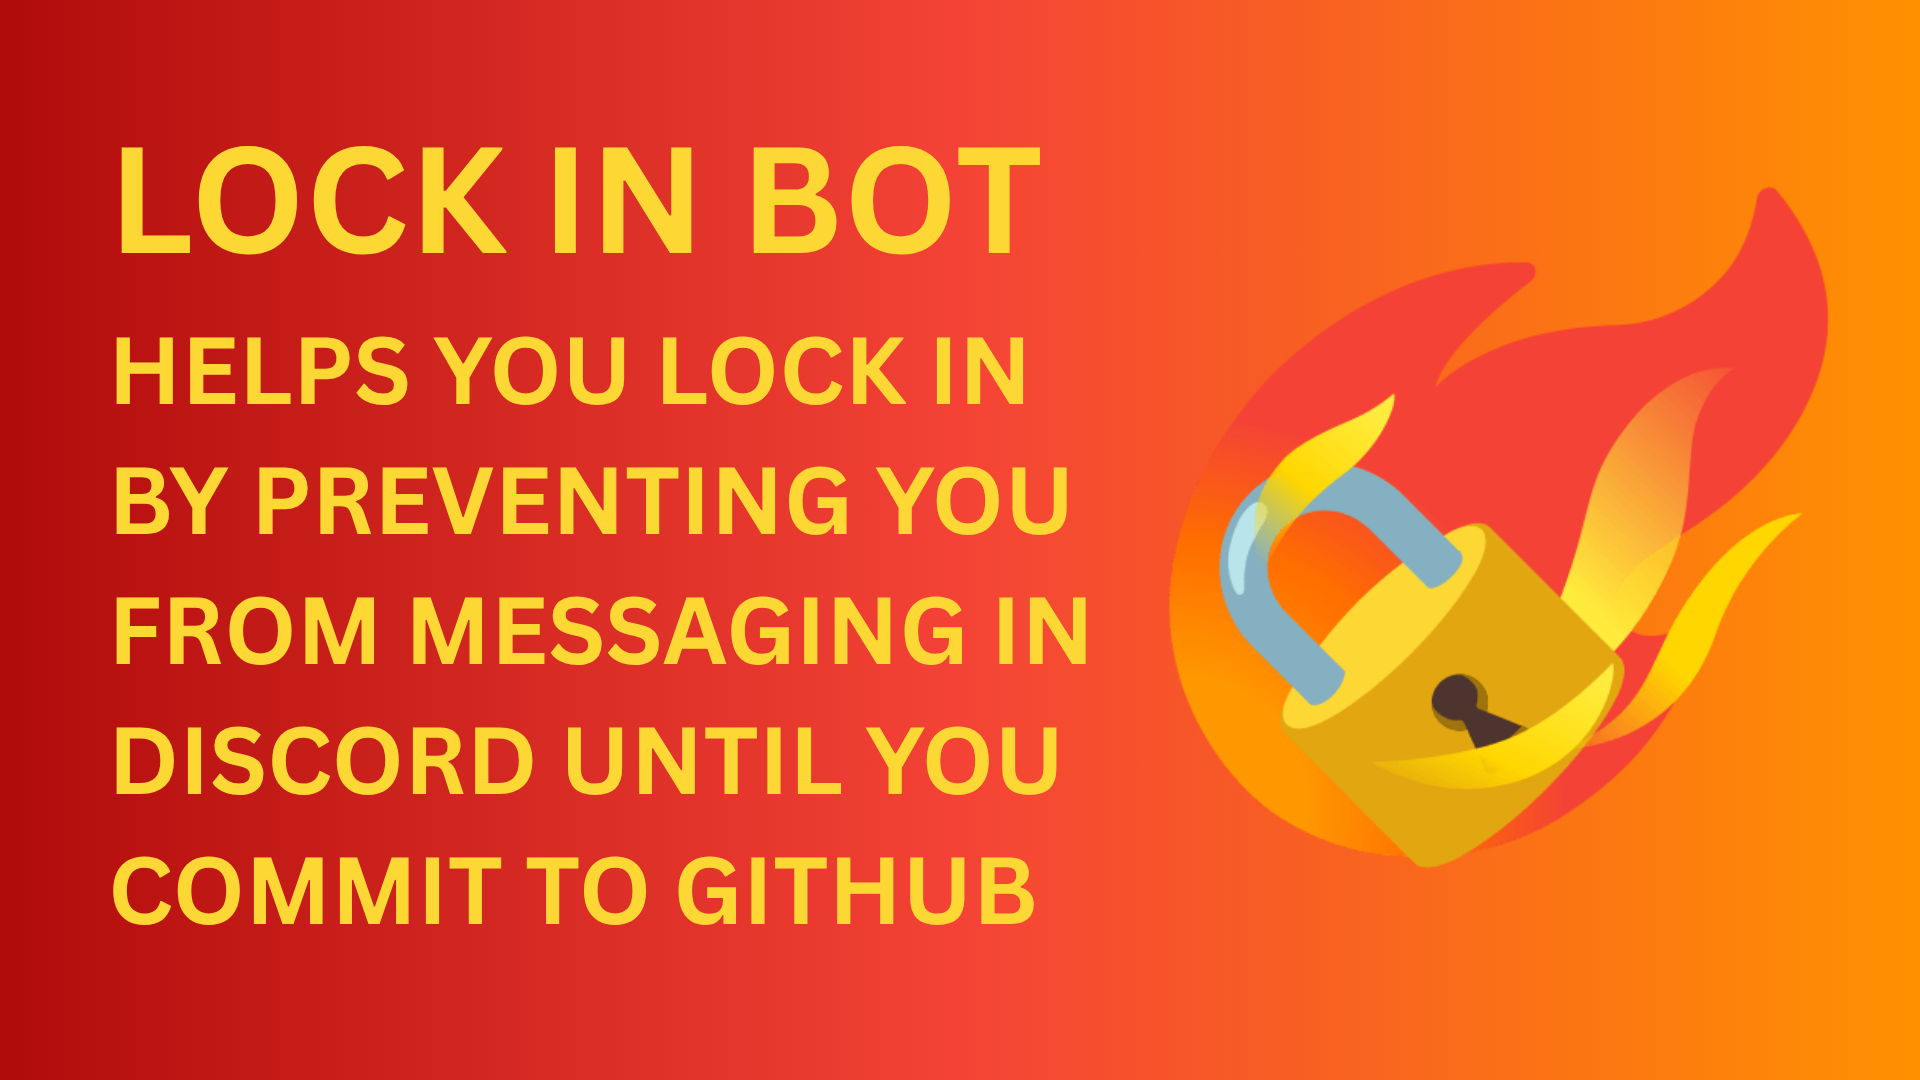 LOCK IN BOT
HELPS YOU LOCK IN
BY PREVENTING YOU
FROM MESSAGING IN
DISCORD UNTIL YOU
COMMIT TO GITHUB